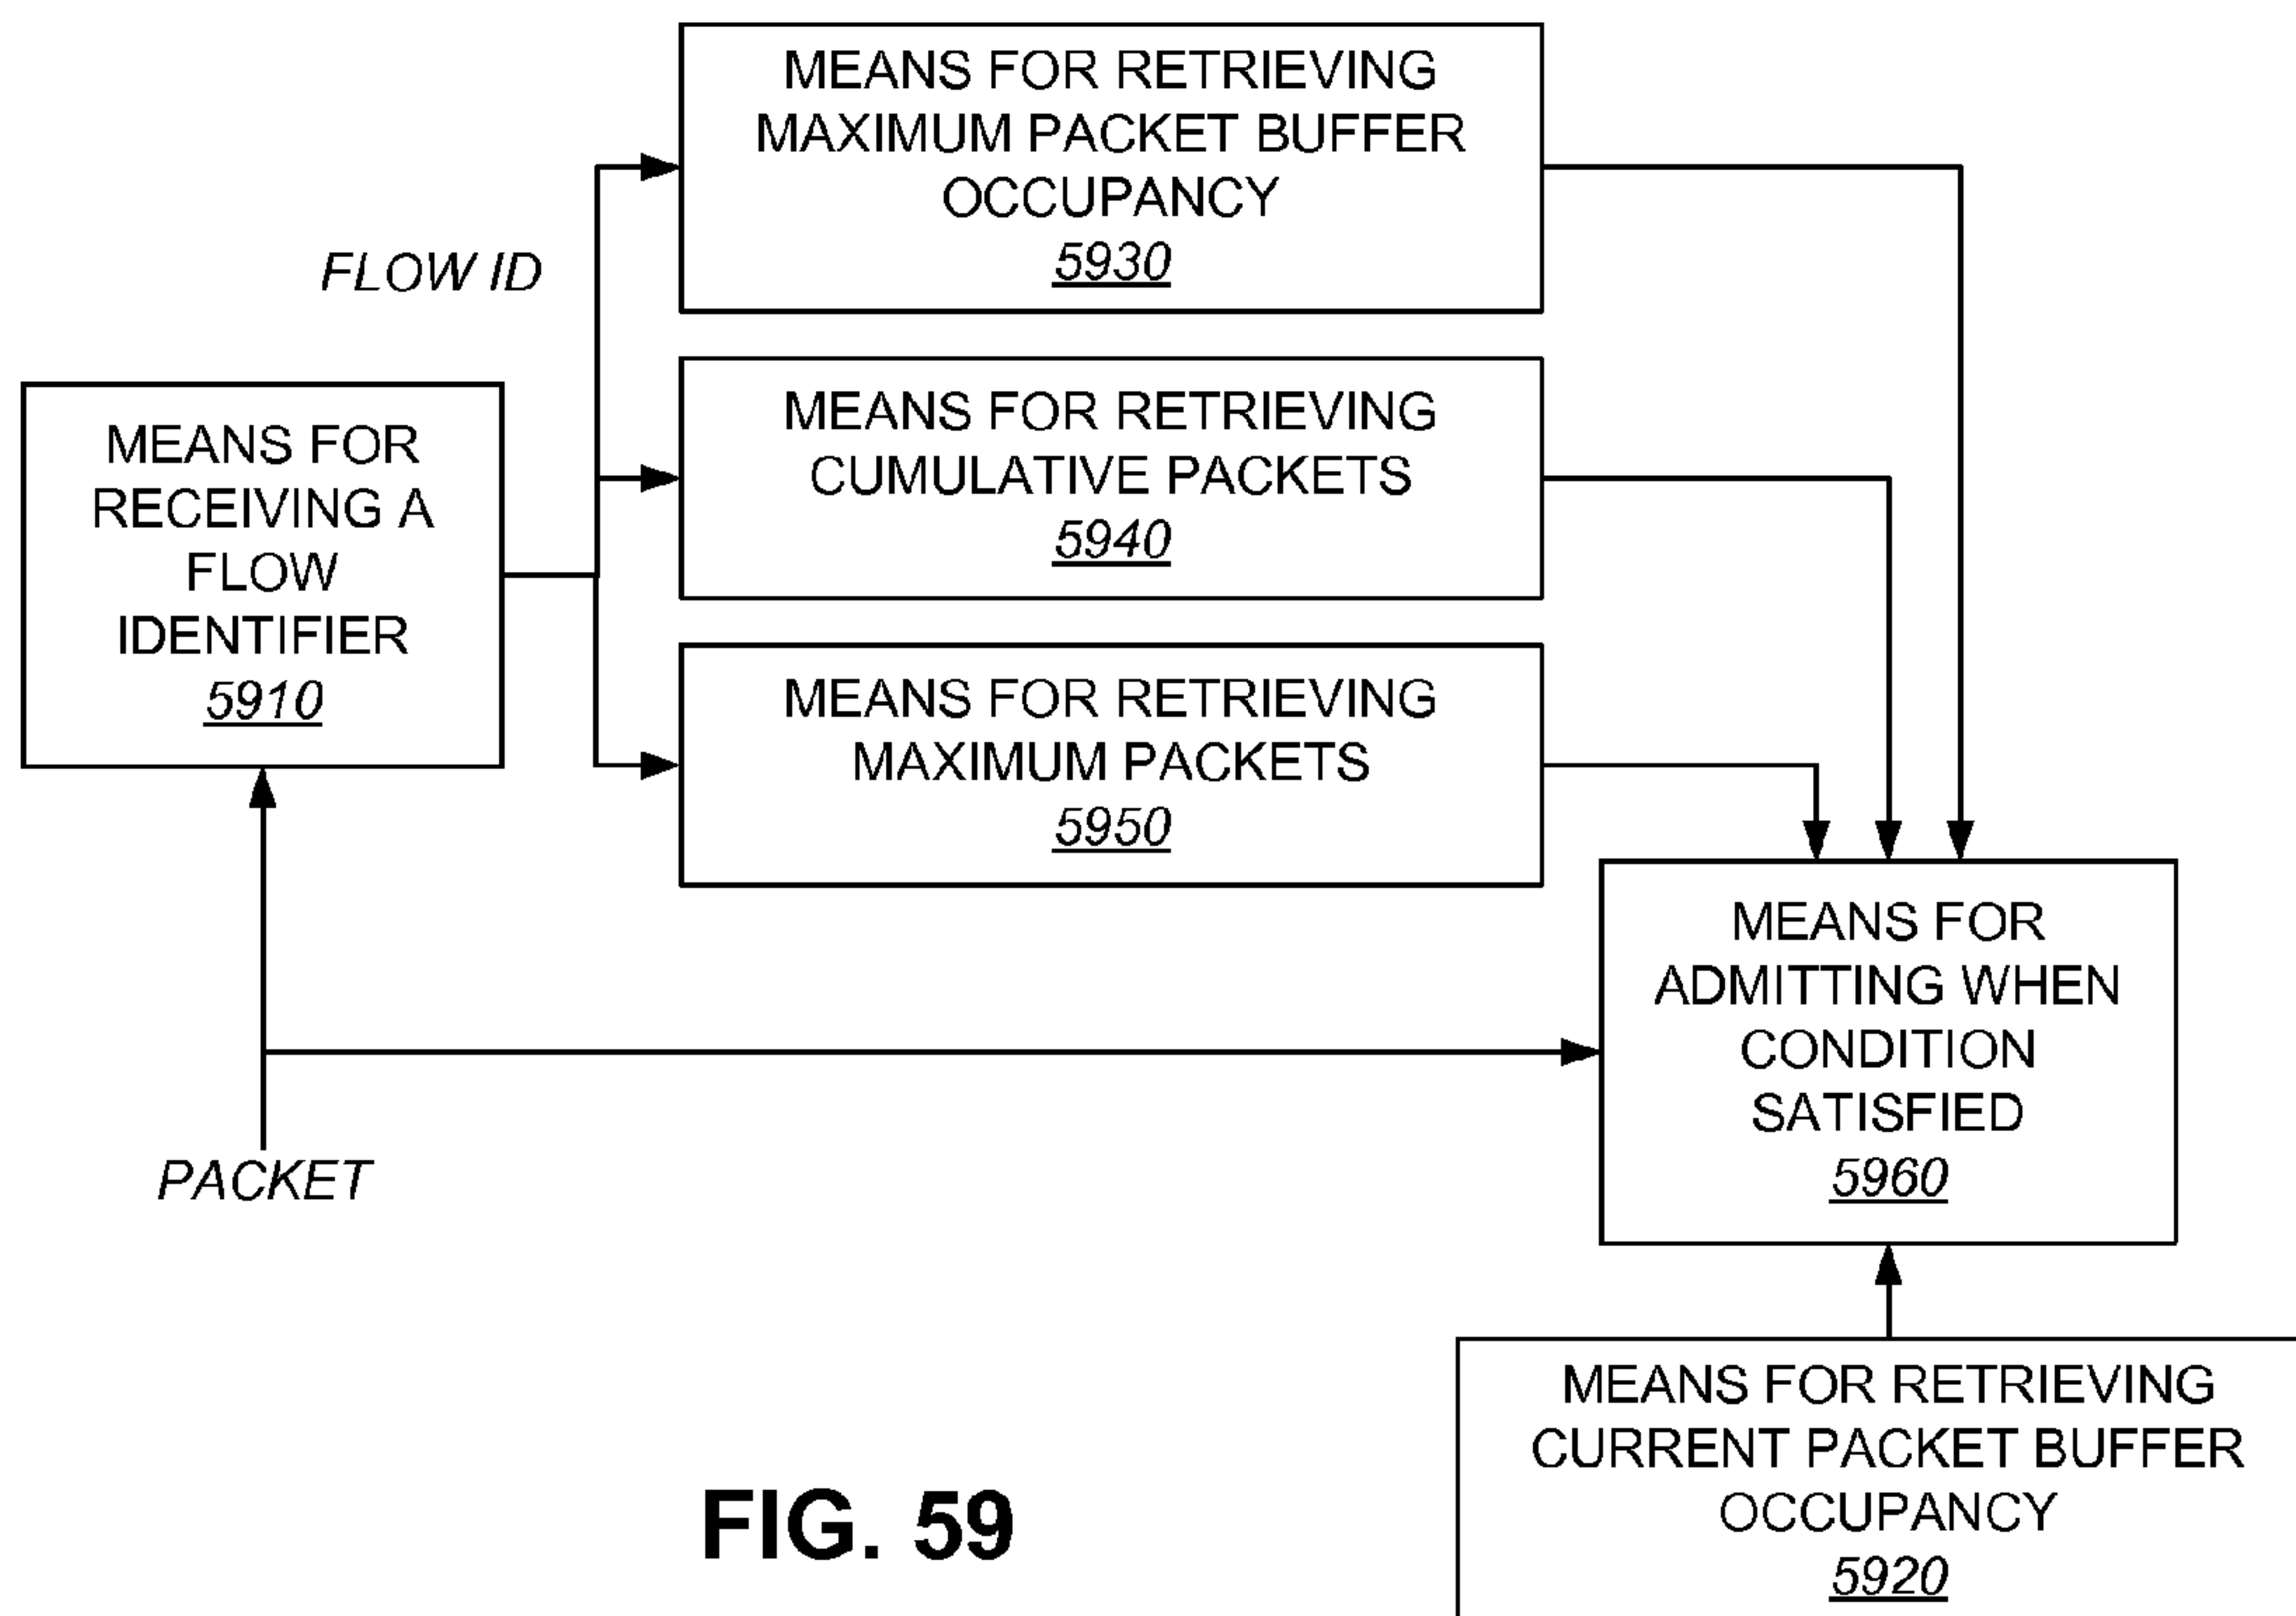 MEANS FOR RETRIEVING
MAXIMUM PACKET BUFFER
OCCUPANCY
5930
FLOW ID
MEANS FOR RETRIEVING
CUMULATIVE PACKETS
5940
MEANS FOR
RECEIVING A
FLOW
IDENTIFIER
5910
MEANS FOR RETRIEVING
MAXIMUM PACKETS
5950
MEANS FOR
ADMITTING WHEN
CONDITION
SATISFIED
5960
PACKET
MEANS FOR RETRIEVING
CURRENT PACKET BUFFER
OCCUPANCY
5920
FIG. 59